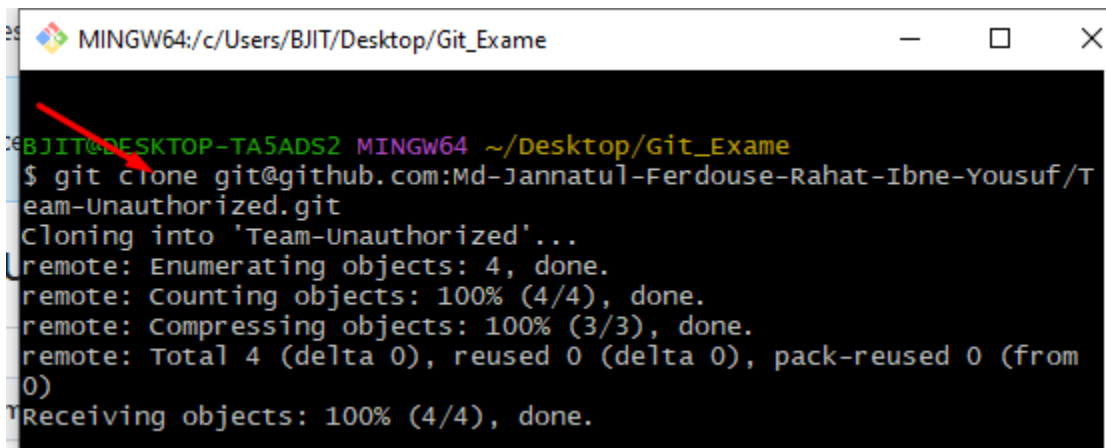 MINGW64:/c/Users/BJIT/Desktop/Git_Exame
BJIT@DESKTOP-TA5ADS2 MINGW64 ~/Desktop/Git_Exame
$ git clone git@github.com:Md-Jannatul-Ferdouse-Rahat-Ibne-Yousuf/T
eam-Unauthorized.git
Cloning into 'Team-Unauthorized'...
remote: Enumerating objects: 4, done.
remote: Counting objects: 100% (4/4), done.
remote: Compressing objects: 100% (3/3), done.
remote: Total 4 (delta 0), reused 0 (delta 0), pack-reused 0 (from
0)
Receiving objects: 100% (4/4), done.